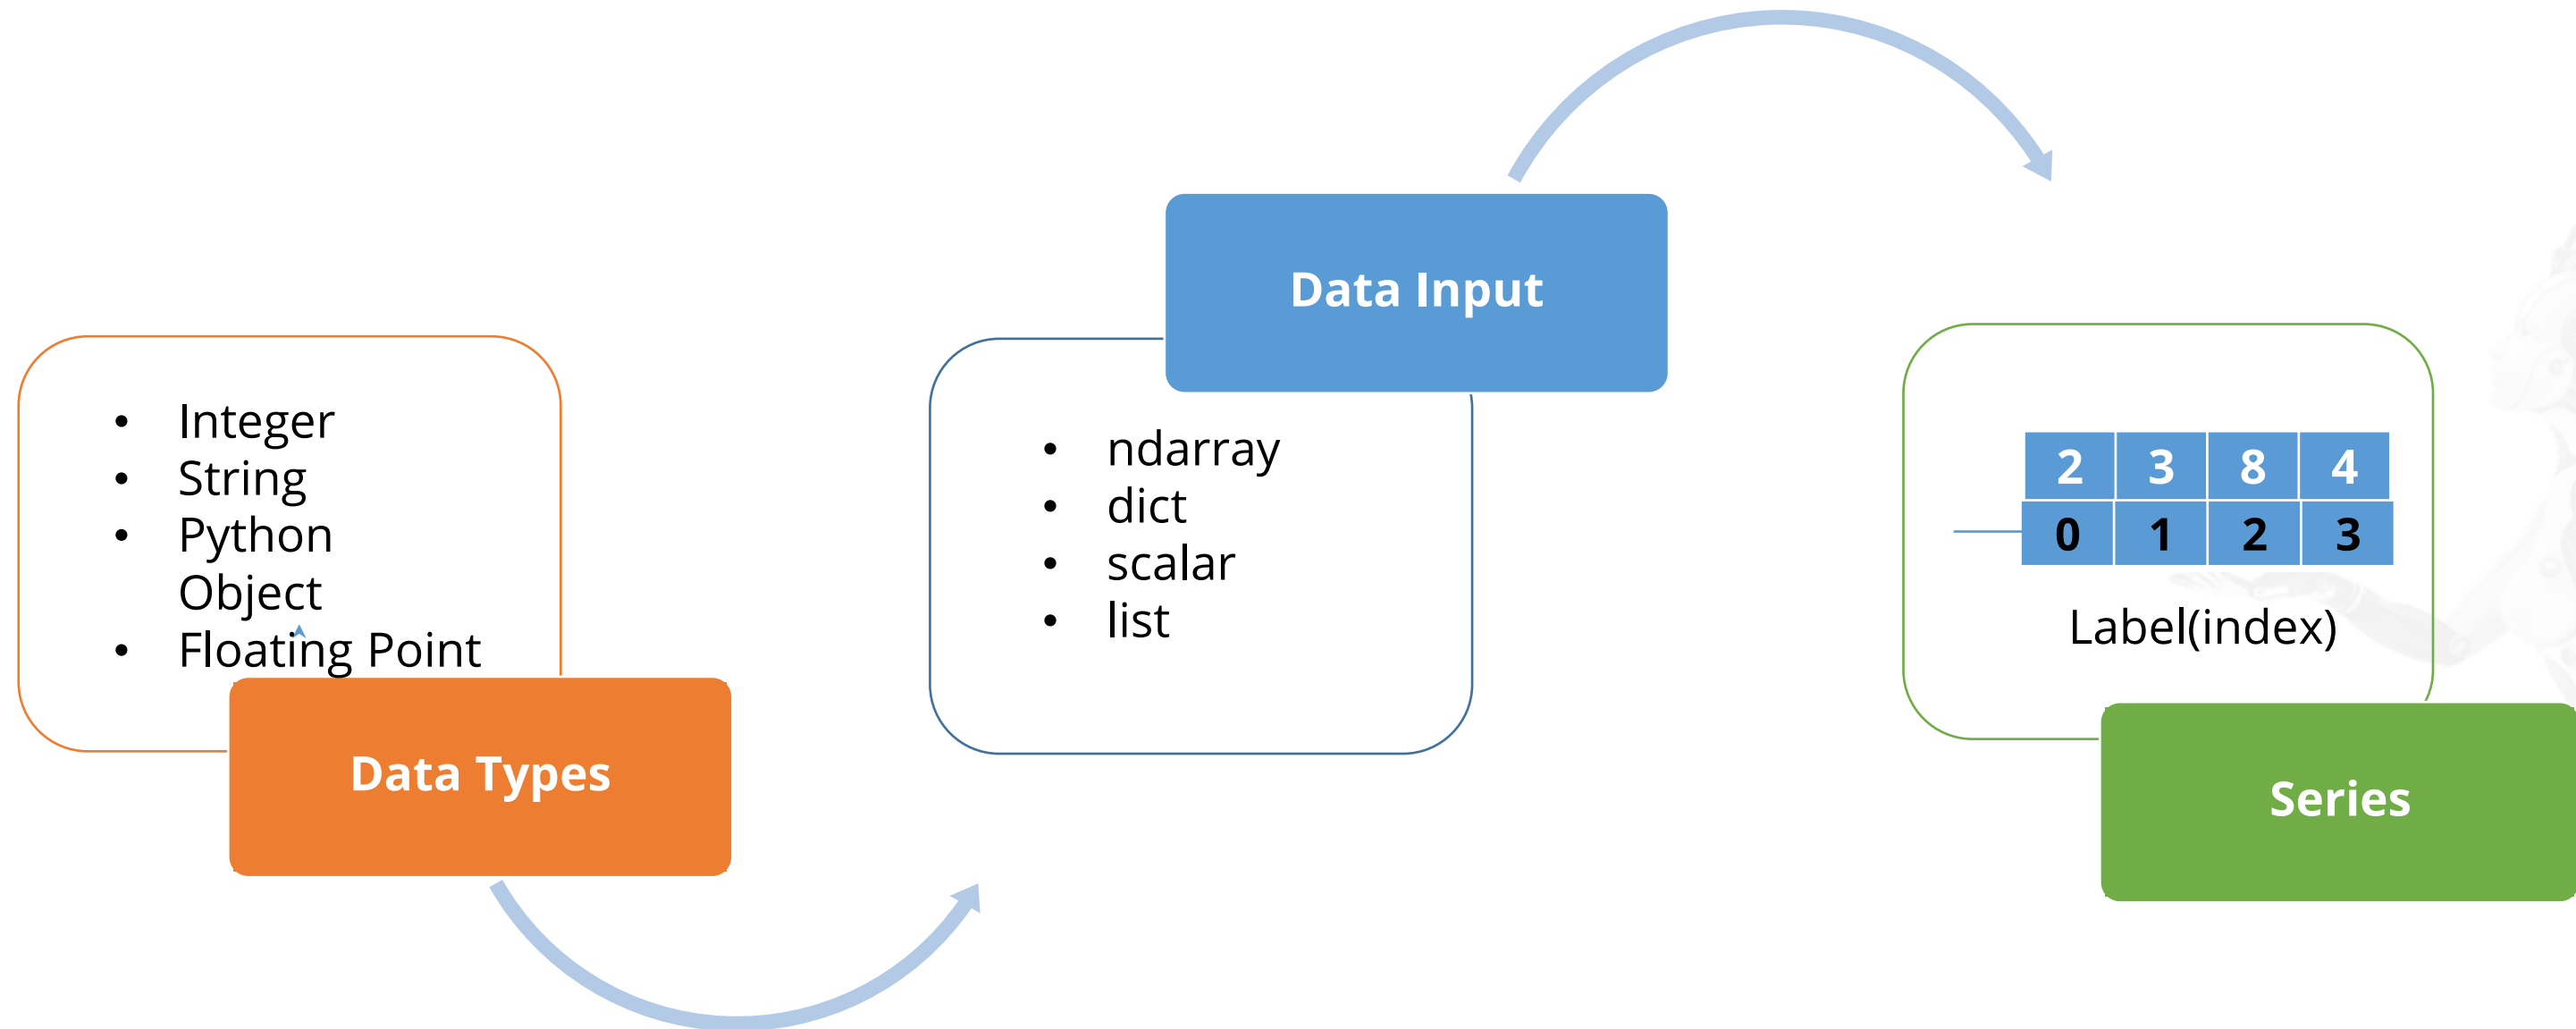 Integer
String
Python
Object
Floating Point
Data Types
Data Input
ndarray
dict
scalar
list
2 3 8 4
0 1 2 3
Label(index)
Series